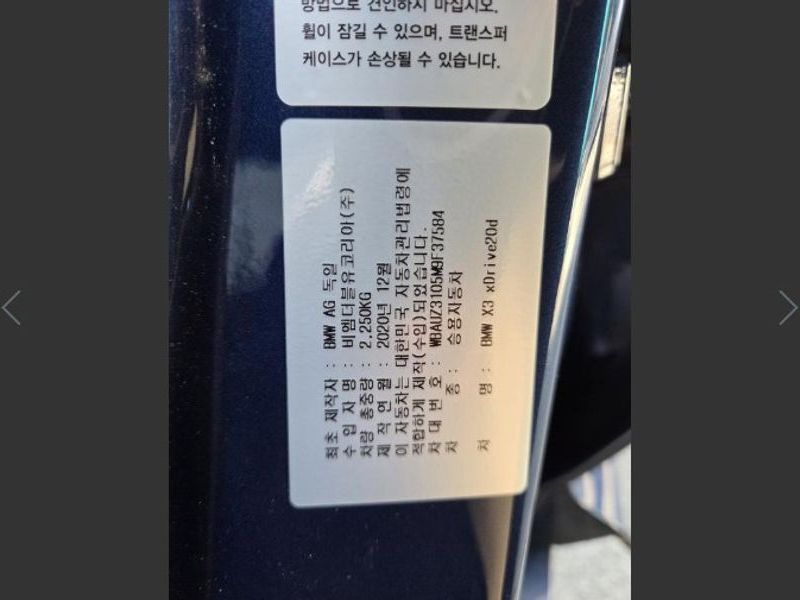 방법으로 견인하지 마십시오.
휠이 잠길 수 있으며, 트랜스퍼
케이스가 손상될 수 있습니다.
최초 제작자 : BMW AG 독일
수 입 자 명 : 비엠더블유코리아(주)
차량 총중량 : 2,250KG
제 작 연 월 : 2020년 12월
이 자동차는 대한민국 자동차관리법령에
적합하게 제작(수입)되었습니다.
차 대 번 호 : WBAUZ3105M9F37584
차 종 : 승용자동차
차 명 : BMW X3 xDrive20d